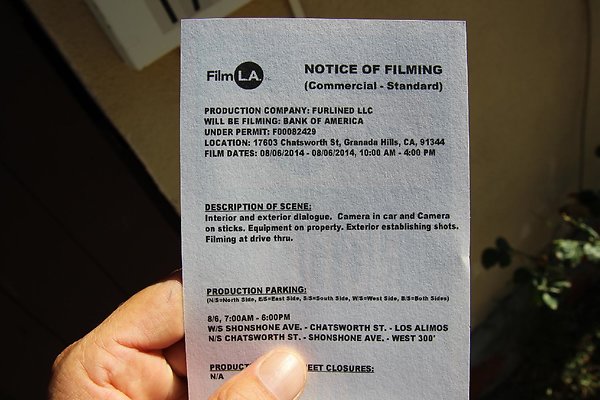 Film L.A.
NOTICE OF FILMING
(Commercial - Standard)
PRODUCTION COMPANY: FURLINED LLC
WILL BE FILMING: BANK OF AMERICA
UNDER PERMIT: F00082429
LOCATION: 17603 Chatsworth St, Granada Hills, CA, 91344
FILM DATES: 08/06/2014 - 08/06/2014, 10:00 AM - 4:00 PM
DESCRIPTION OF SCENE:
Interior and exterior dialogue. Camera in car and Camera
on sticks. Equipment on property. Exterior establishing shots.
Filming at drive thru.
PRODUCTION PARKING:
(N/S=North Side, E/S=East Side, S/S=South Side, W/S=West Side, B/S=Both Sides)
8/6, 7:00AM - 6:00PM
W/S SHONSHONE AVE. - CHATSWORTH ST. - LOS ALIMOS
N/S CHATSWORTH ST. - SHONSHONE AVE. - WEST 300'
EET CLOSURES:
N/A